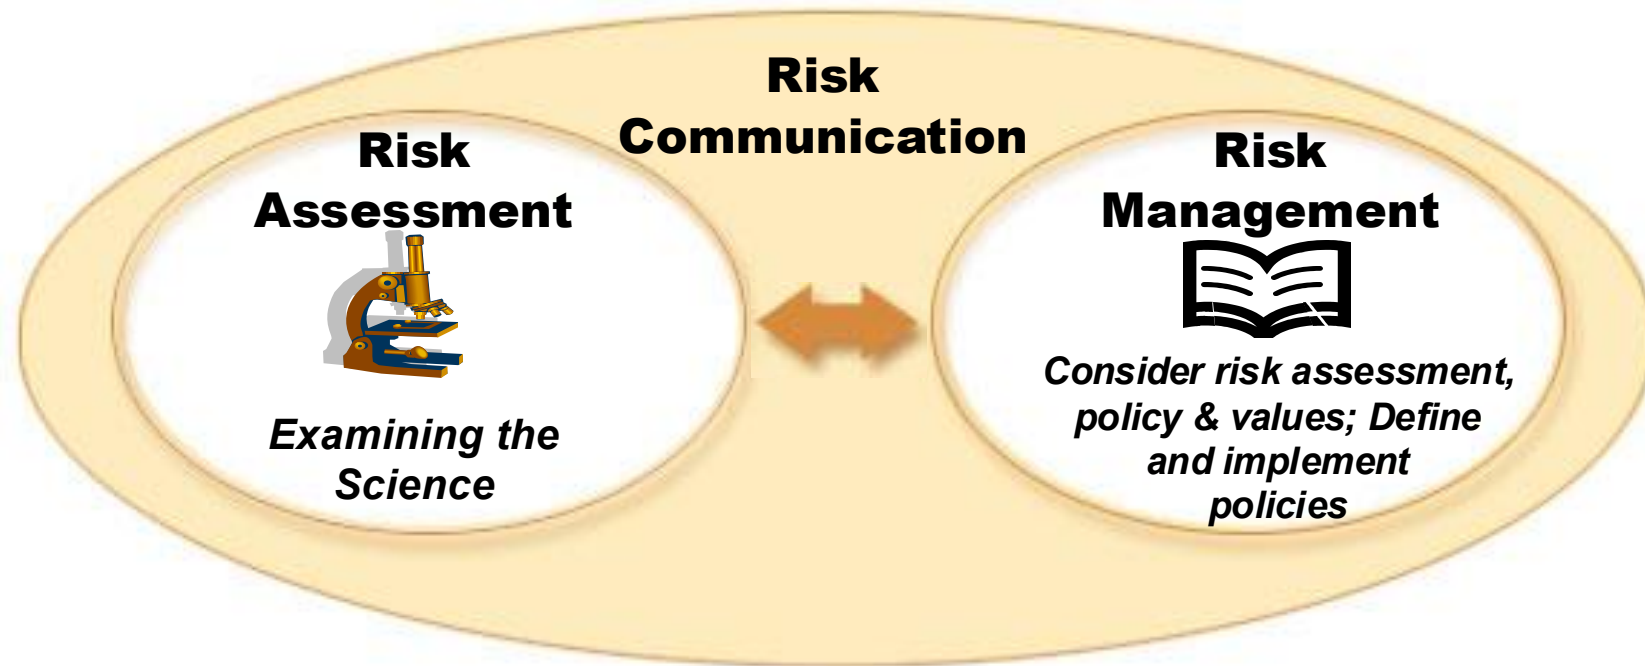 Risk
Communication
Risk
Assessment
Examining the
Science
Risk
Management
Consider risk assessment,
policy & values; Define
and implement
policies